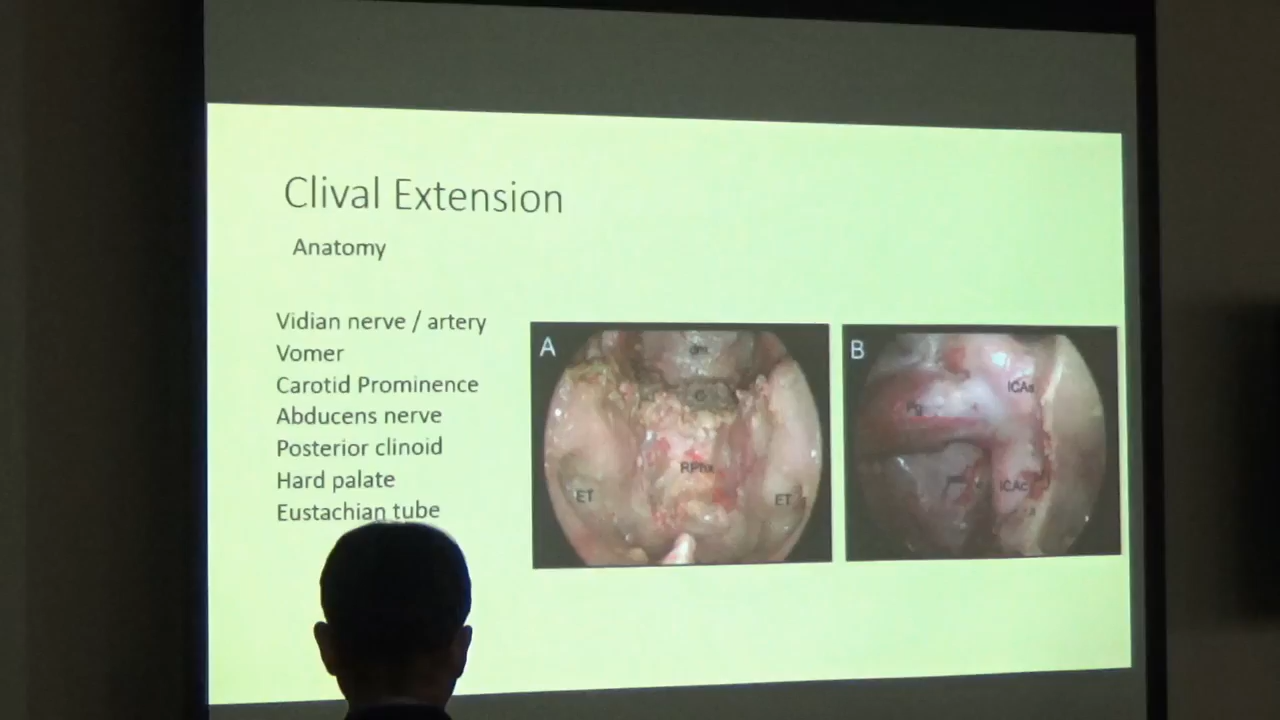 Clival Extension
Anatomy
Vidian nerve / artery
Vomer
Carotid Prominence
Abducens nerve
Posterior clinoid
Hard palate
Eustachian tube
A
C
RPhx
ET
ET
B
ICAs
Pg
ICAc